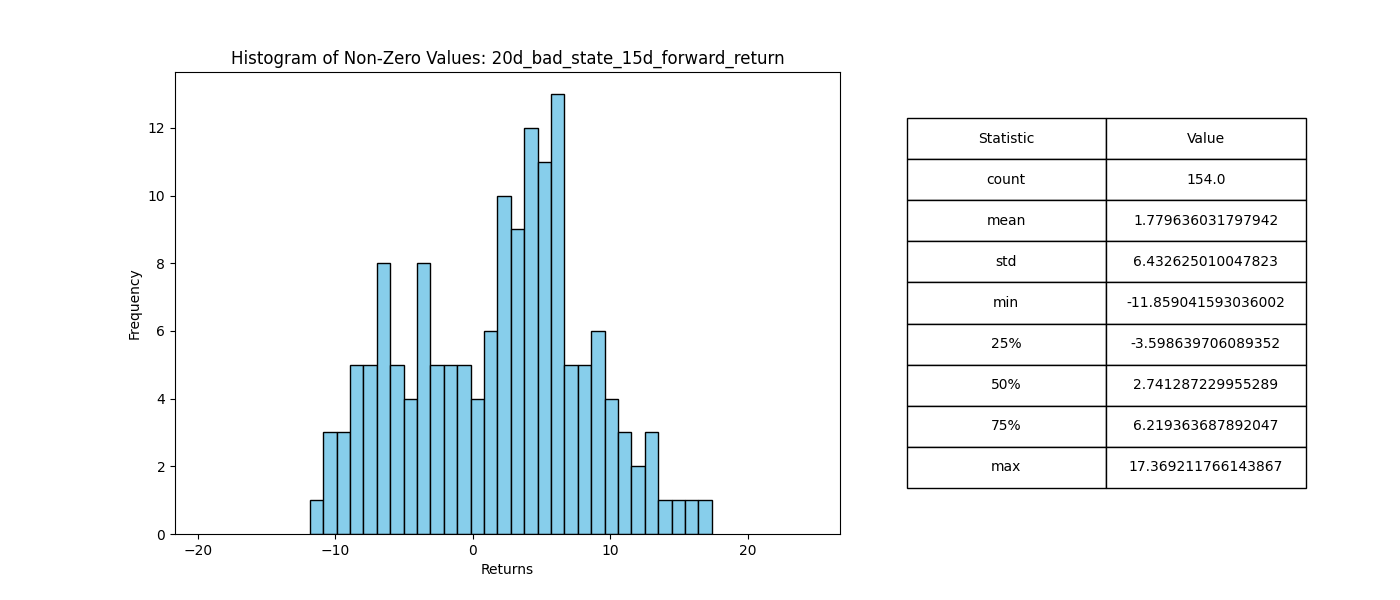 Histogram of Non-Zero Values: 20d_bad_state_15d_forward_return
Frequency
12
10
8
6
4
2
0
−20
−10
0
10
20
Returns
Statistic Value
count 154.0
mean 1.779636031797942
std 6.432625010047823
min -11.859041593036002
25% -3.598639706089352
50% 2.741287229955289
75% 6.219363687892047
max 17.369211766143867